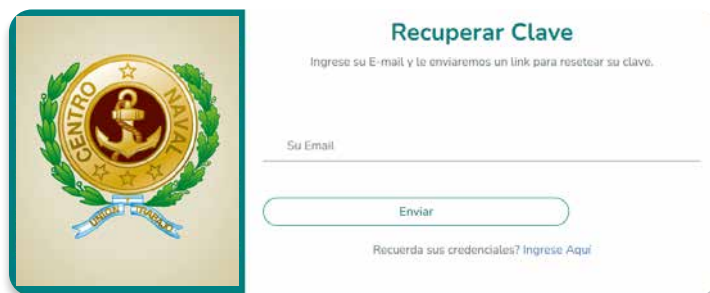 CENTRO NAVAL
UNION Y TRABAJO
Recuperar Clave
Ingrese su E-mail y le enviaremos un link para resetear su clave.
Su Email
Enviar
Recuerda sus credenciales? Ingrese Aquí